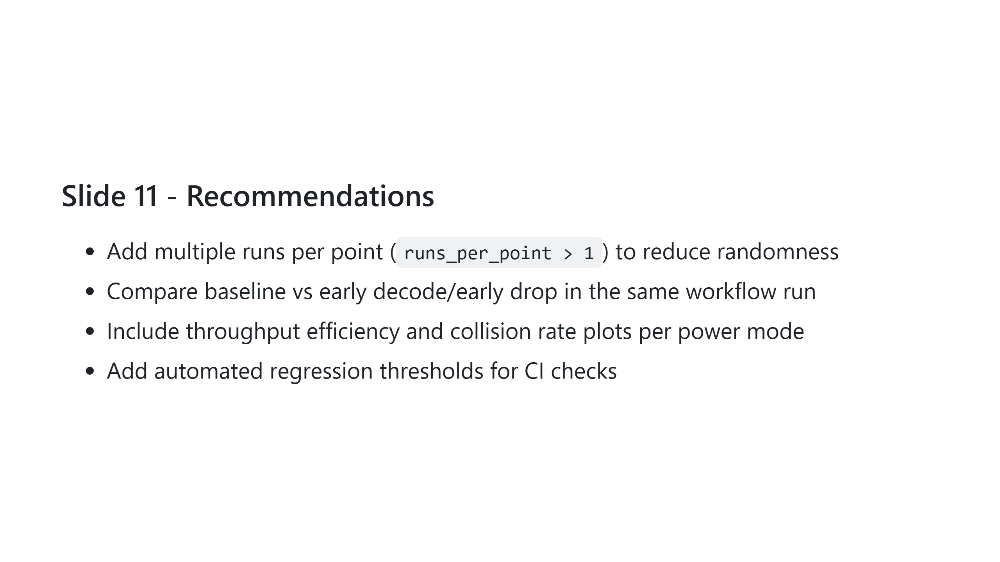 Slide 11 - Recommendations
• Add multiple runs per point (runs_per_point > 1) to reduce randomness
• Compare baseline vs early decode/early drop in the same workflow run
• Include throughput efficiency and collision rate plots per power mode
• Add automated regression thresholds for CI checks